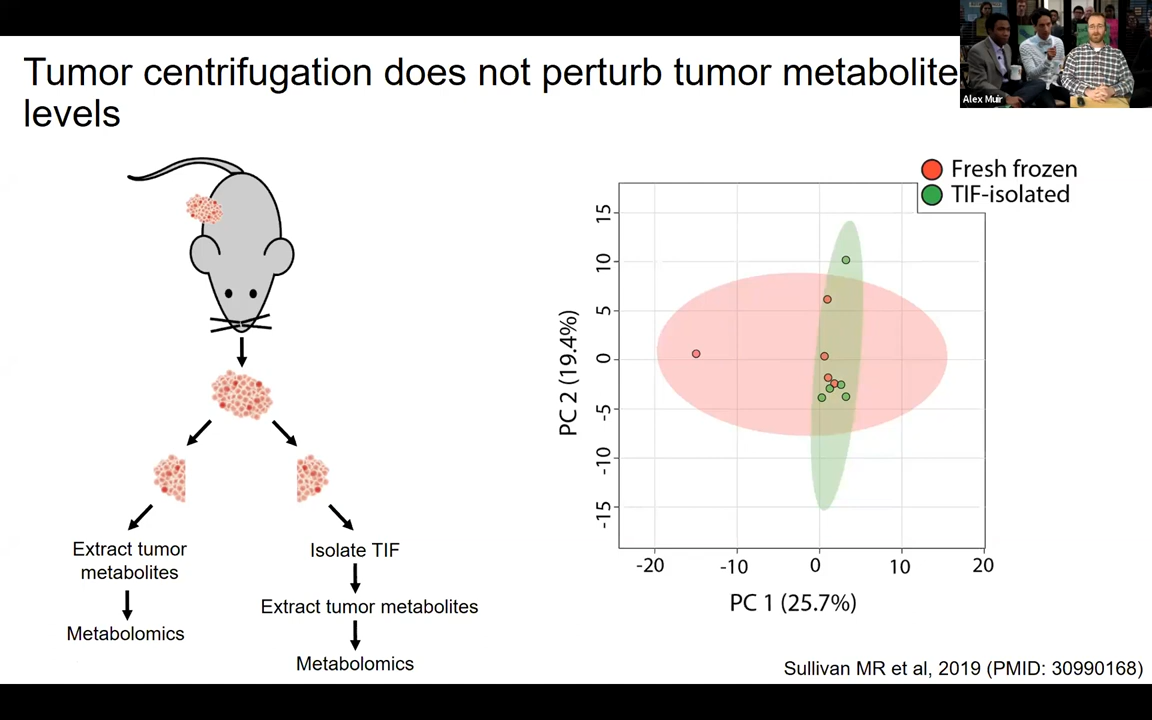 Tumor centrifugation does not perturb tumor metabolite
levels
Alex Muir
Fresh frozen
TIF-isolated
15
10
5
0
-5
-10
-15
PC 2 (19.4%)
-20
-10
0
10
20
PC 1 (25.7%)
Extract tumor
metabolites
Metabolomics
Isolate TIF
Extract tumor metabolites
Metabolomics
Sullivan MR et al, 2019 (PMID: 30990168)